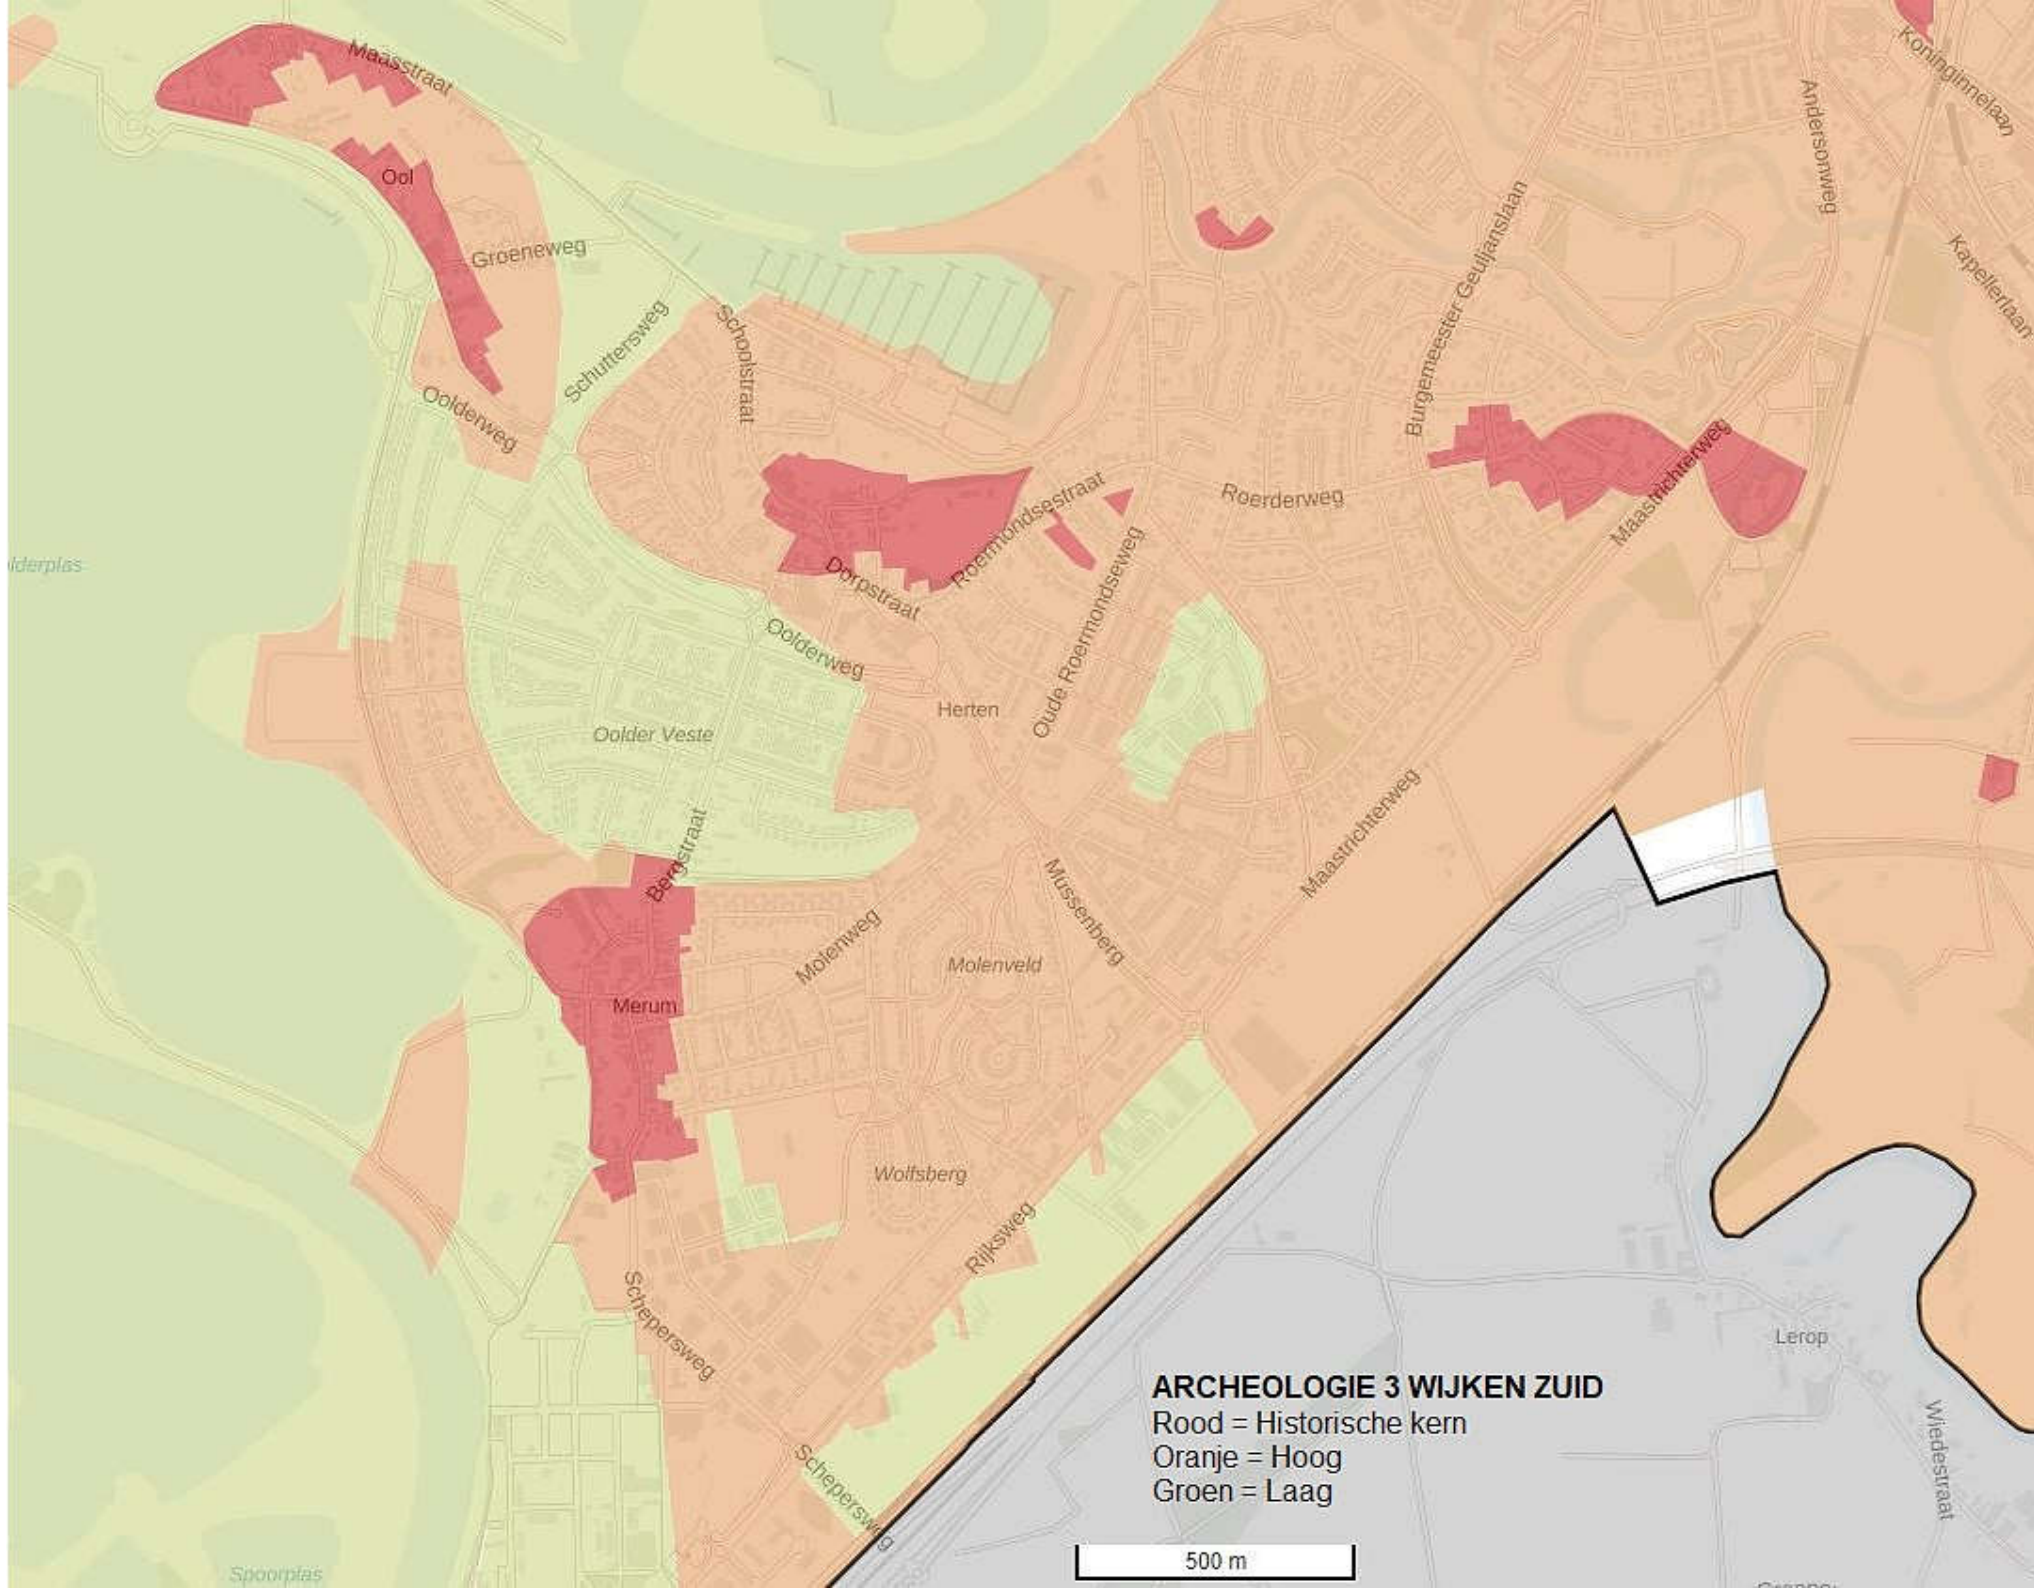 Koninginnelaan
Maasstraat
Andersonweg
Ool
Groeneweg
Burgemeester Geuljanslaan
Kapellerlaan
Schuttersweg
Schoolstraat
Oolderweg
Maastrichterweg
Roerderweg
Roermondsestraat
lderplas
Dorpstraat
Oolderweg
Oude Roermondseweg
Herten
Oolder Veste
Bergstraat
Maastrichterweg
Mussenberg
Molenweg
Molenveld
Merum
Wolfsberg
Rijksweg
Schepersweg
Lerop
ARCHEOLOGIE 3 WIJKEN ZUID
Rood = Historische kern
Oranje = Hoog
Groen = Laag
Wiedestraat
Schepersweg
500 m
Spoorplas